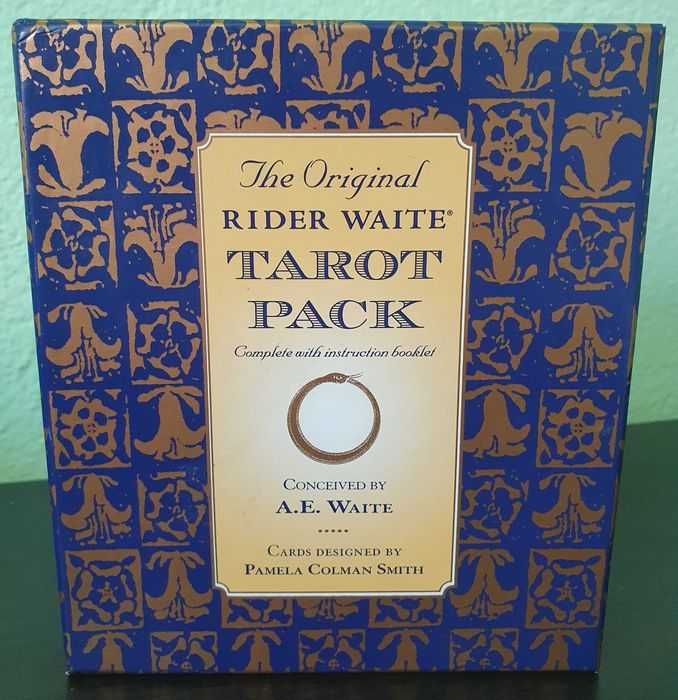 The Original
RIDER WAITE®
TAROT
PACK
Complete with instruction booklet
CONCEIVED BY
A.E. WAITE
.....
CARDS DESIGNED BY
PAMELA COLMAN SMITH